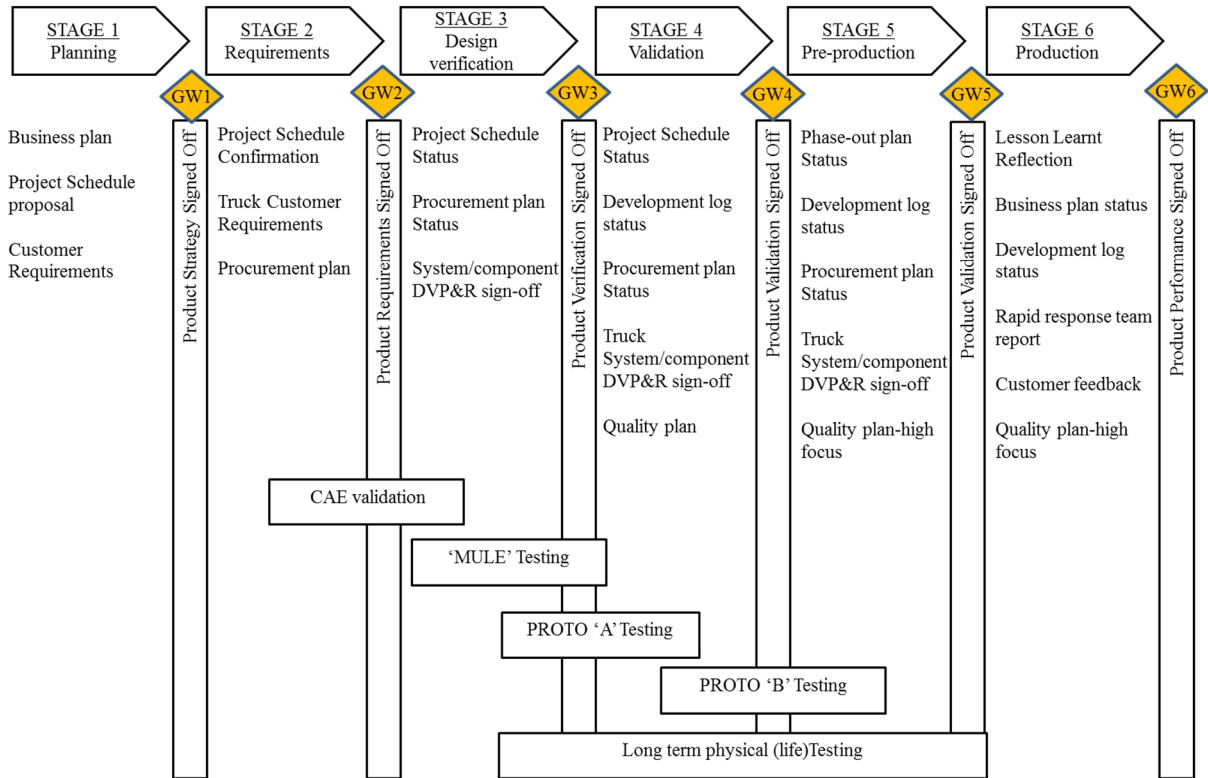 STAGE 1
Planning
STAGE 2
Requirements
STAGE 3
Design
verification
STAGE 4
Validation
STAGE 5
Pre-production
STAGE 6
Production
GW1
GW2
GW3
GW4
GW5
GW6
Business plan
Project Schedule
proposal
Customer
Requirements
Product Strategy Signed Off
Project Schedule
Confirmation
Truck Customer
Requirements
Procurement plan
Product Requirements Signed Off
Project Schedule
Status
Procurement plan
Status
System/component
DVP&R sign-off
Product Verification Signed Off
Project Schedule
Status
Development log
status
Procurement plan
Status
Truck
System/component
DVP&R sign-off
Quality plan
Product Validation Signed Off
Phase-out plan
Status
Development log
status
Procurement plan
Status
Truck
System/component
DVP&R sign-off
Quality plan-high
focus
Product Validation Signed Off
Lesson Learnt
Reflection
Business plan status
Development log
status
Rapid response team
report
Customer feedback
Quality plan-high
focus
Product Performance Signed Off
CAE validation
‘MULE’ Testing
PROTO ‘A’ Testing
PROTO ‘B’ Testing
Long term physical (life)Testing